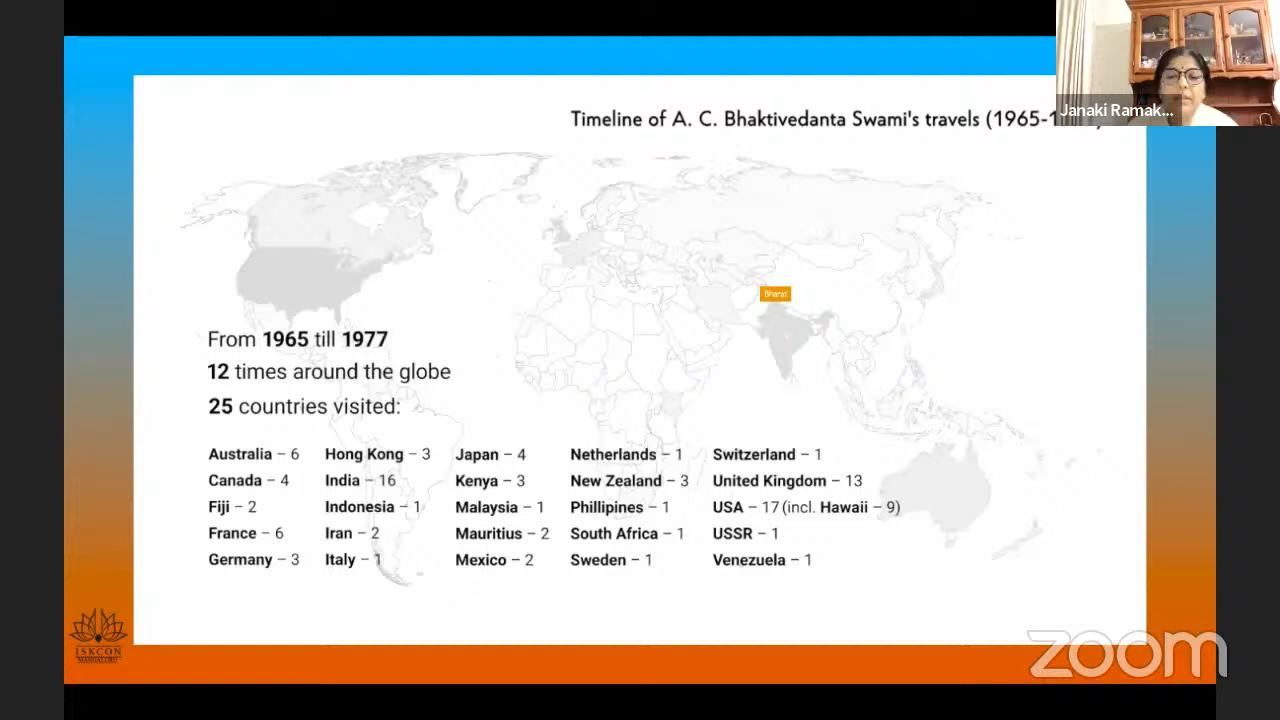 Janaki Ramak...
Timeline of A. C. Bhaktivedanta Swami's travels (1965-1
Bharat
From 1965 till 1977
12 times around the globe
25 countries visited:
Australia – 6 Hong Kong – 3 Japan – 4 Netherlands – 1 Switzerland – 1
Canada – 4 India – 16 Kenya – 3 New Zealand – 3 United Kingdom – 13
Fiji – 2 Indonesia – 1 Malaysia – 1 Phillipines – 1 USA – 17 (incl. Hawaii – 9)
France – 6 Iran – 2 Mauritius – 2 South Africa – 1 USSR – 1
Germany – 3 Italy – 1 Mexico – 2 Sweden – 1 Venezuela – 1
ISKCON
MANGALURU
zoom